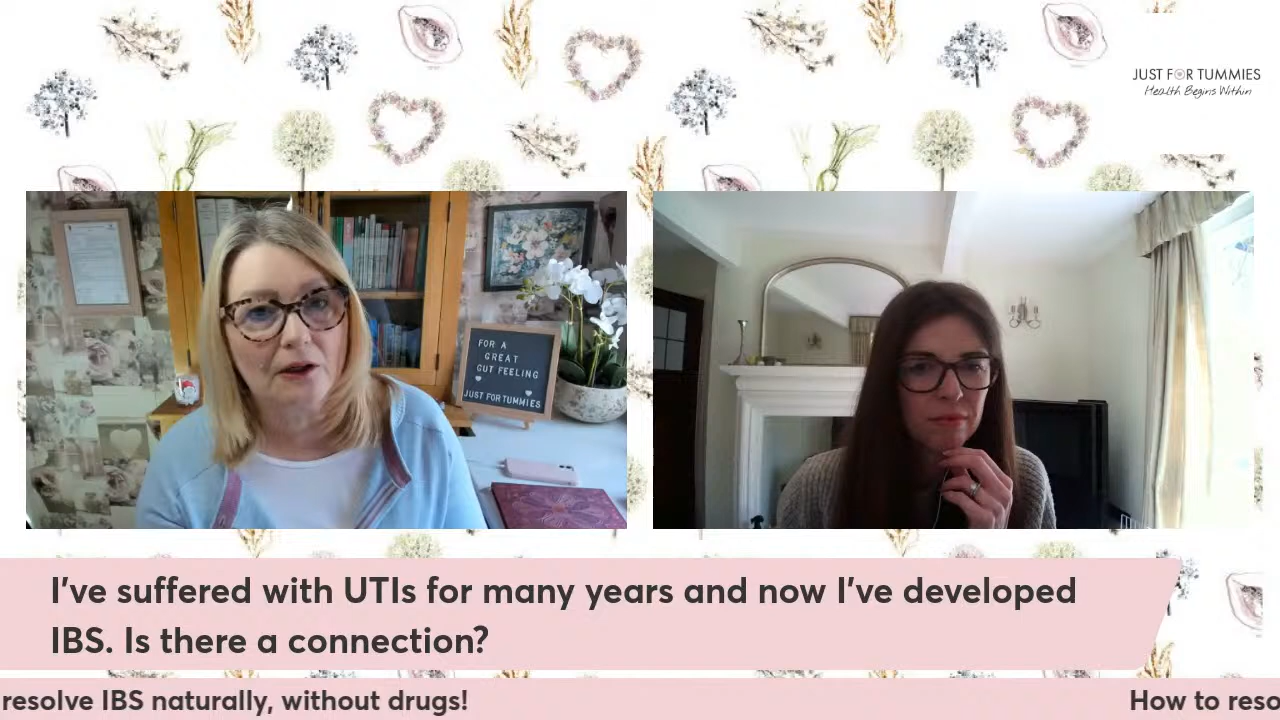 JUST FOR TUMMIES
Health Begins Within
FOR A
GREAT
GUT FEELING
JUST FOR TUMMIES
I've suffered with UTIs for many years and now I've developed
IBS. Is there a connection?
resolve IBS naturally, without drugs!
How to reso